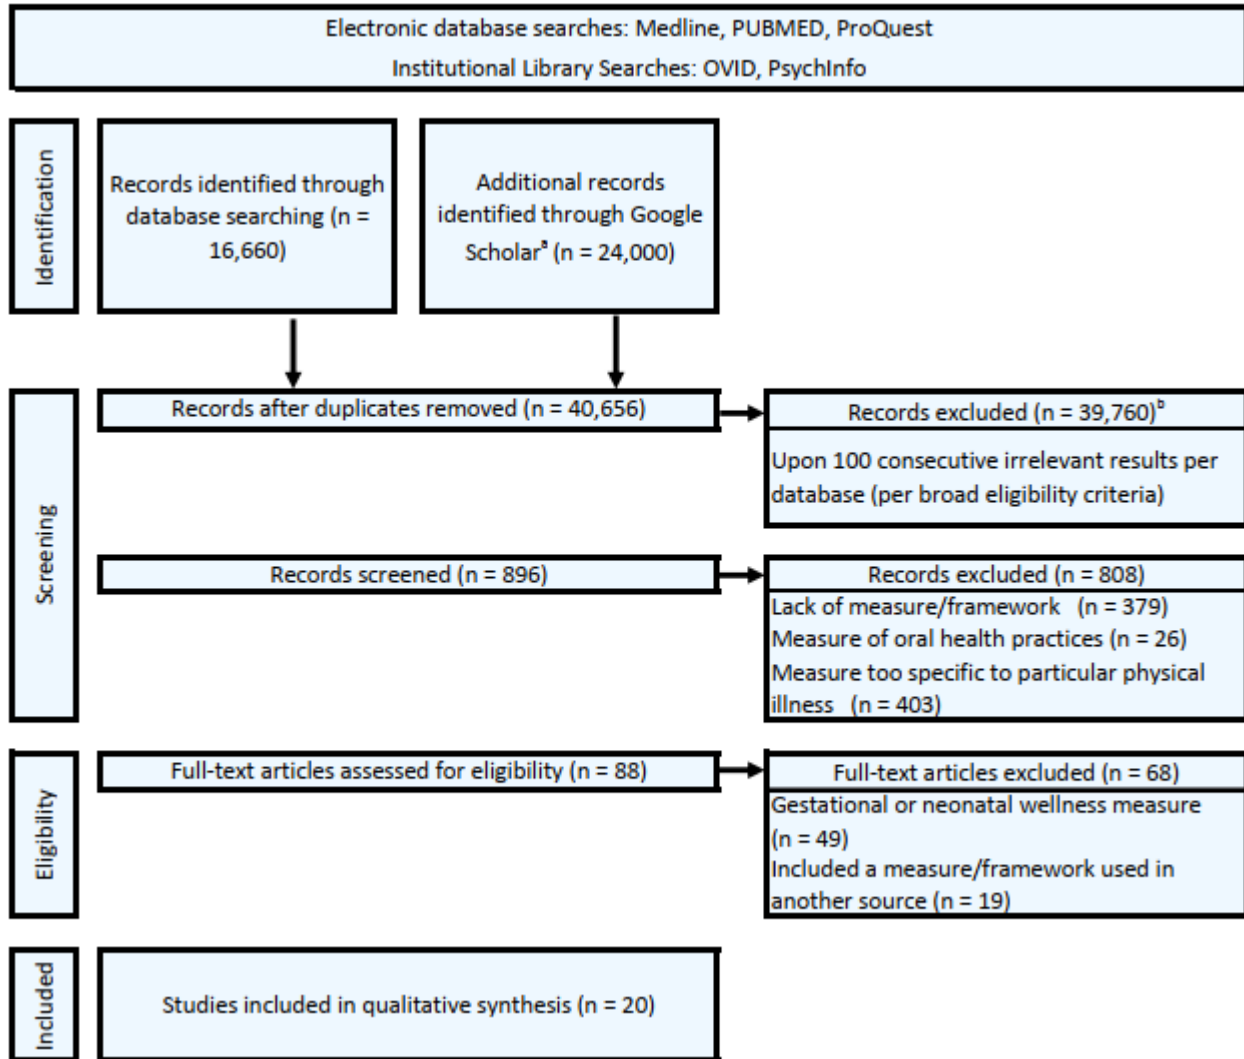 Electronic database searches: Medline, PUBMED, ProQuest
Institutional Library Searches: OVID, PsychInfo
Identification
Records identified through
database searching (n =
16,660)
Additional records
identified through Google
Scholarᵃ (n = 24,000)
Screening
Records after duplicates removed (n = 40,656)
Records excluded (n = 39,760)ᵇ
Upon 100 consecutive irrelevant results per
database (per broad eligibility criteria)
Records screened (n = 896)
Records excluded (n = 808)
Lack of measure/framework (n = 379)
Measure of oral health practices (n = 26)
Measure too specific to particular physical
illness (n = 403)
Eligibility
Full-text articles assessed for eligibility (n = 88)
Full-text articles excluded (n = 68)
Gestational or neonatal wellness measure
(n = 49)
Included a measure/framework used in
another source (n = 19)
Included
Studies included in qualitative synthesis (n = 20)